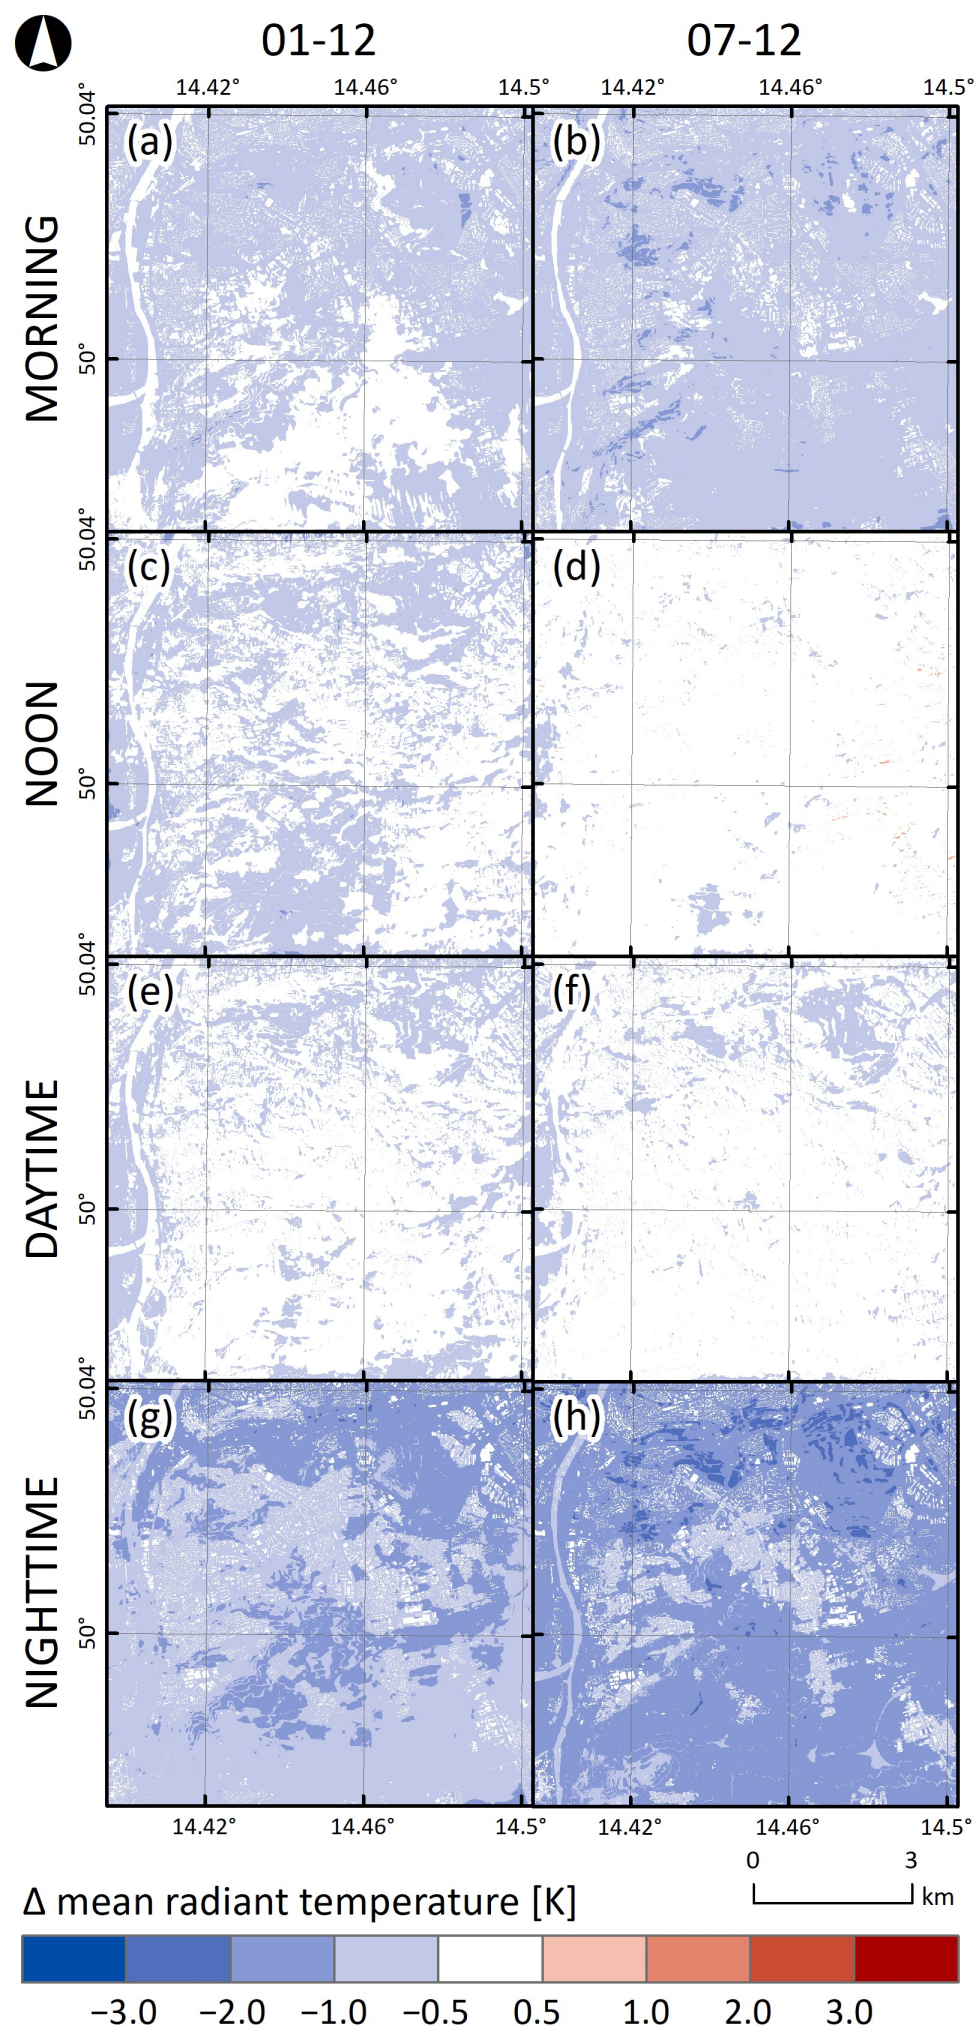 01-12 07-12
14.42° 14.46° 14.5° 14.42° 14.46° 14.5°
MORNING 50.04° 50° (a) (b)
NOON 50.04° 50° (c) (d)
DAYTIME 50.04° 50° (e) (f)
NIGHTTIME 50.04° 50° (g) (h)
14.42° 14.46° 14.5° 14.42° 14.46° 14.5°
0 3
km
Δ mean radiant temperature [K]
−3.0 −2.0 −1.0 −0.5 0.5 1.0 2.0 3.0